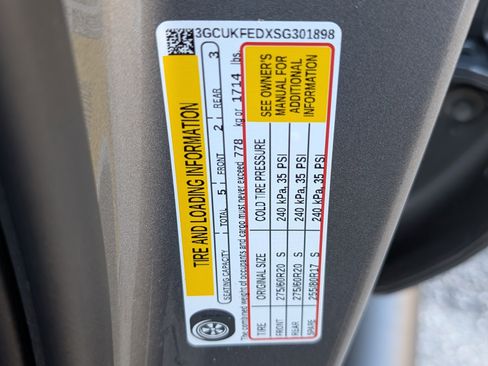 3GCUKFEDXSG301898
TIRE AND LOADING INFORMATION
SEATING CAPACITY TOTAL 5 FRONT 2 REAR 3
The combined weight of occupants and cargo must never exceed 778 kg or 1714 lbs.
TIRE ORIGINAL SIZE COLD TIRE PRESSURE
FRONT 275/60R20 S 240 kPa, 35 PSI
REAR 275/60R20 S 240 kPa, 35 PSI
SPARE 255/80R17 S 240 kPa, 35 PSI
SEE OWNER'S
MANUAL FOR
ADDITIONAL
INFORMATION